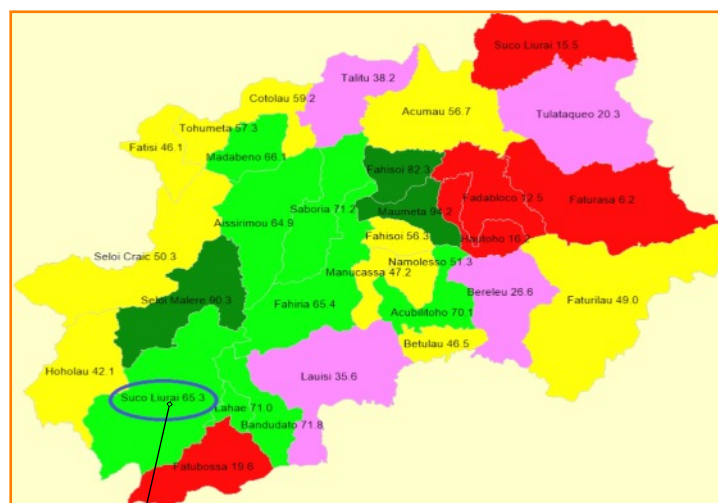 Suco Liurai 15.5
Talitu 38.2
Cotolau 59.2
Acumau 56.7
Tulataqueo 20.3
Tohumeta 57.3
Fatisi 46.1
Madabeno 66.1
Fahisoi 82.3
Fadabloco 12.5
Faturasa 6.2
Saboria 71.2
Maumeta 94.2
Aissirimou 64.9
Fahisoi 56.3
Hautoho 16.2
Seloi Craic 50.3
Namolesso 51.3
Manucassa 47.2
Bereleu 26.6
Seloi Malere 90.3
Fahiria 65.4
Faturilau 49.0
Acubilitoho 70.1
Betulau 46.5
Hoholau 42.1
Lauisi 35.6
Suco Liurai 65.3
Lahae 71.0
Bandudato 71.8
Fatubossa 19.6